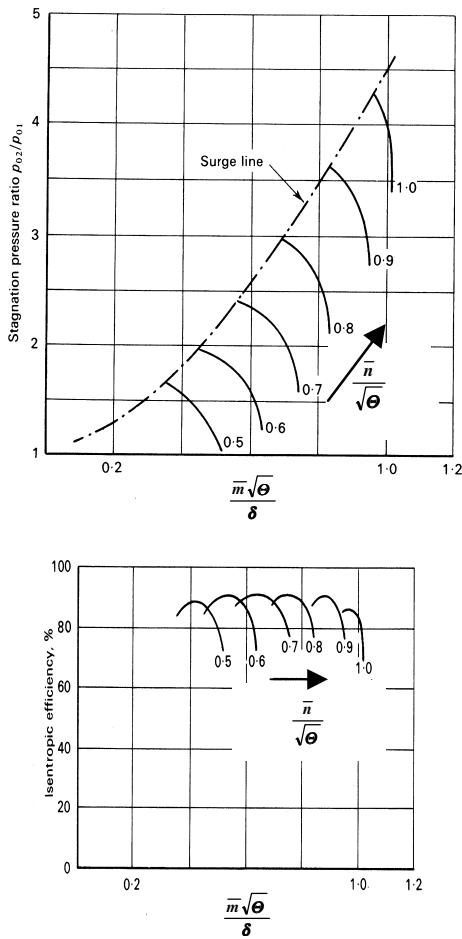 5
4
3
2
1
Stagnation pressure ratio p₀₂/p₀₁
Surge line
1·0
0·9
0·8
0·7
0·6
0·5
n̄
√Θ
0·2
1·0
1·2
m̄√Θ
δ
100
80
60
40
20
0
Isentropic efficiency, %
0·5
0·6
0·7
0·8
0·9
1·0
n̄
√Θ
0·2
1·0
1·2
m̄√Θ
δ